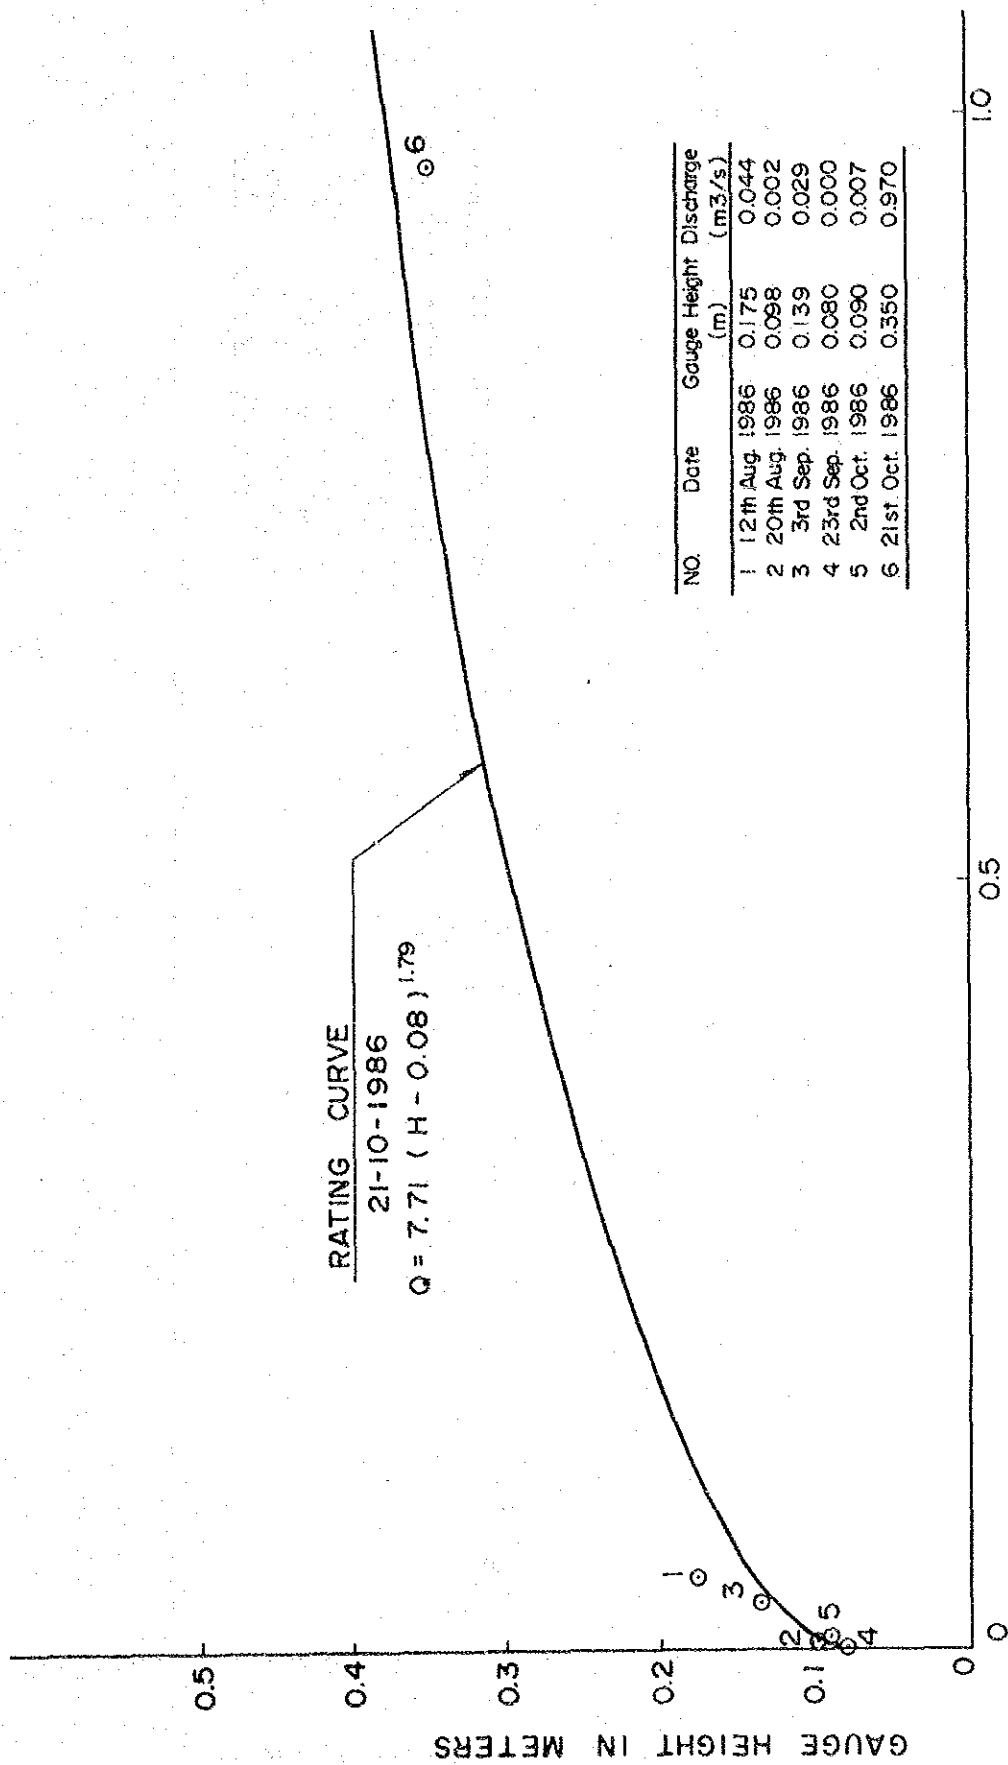 RATING CURVE
21-10-1986
Q = 7.71 ( H - 0.08 )^1.79
GAUGE HEIGHT IN METERS
0.5
0.4
0.3
0.2
0.1
0
0
0.5
1.0
1
2
3
5
4
6
NO. Date Gauge Height Discharge
(m) (m3/s)
1 12th Aug. 1986 0.175 0.044
2 20th Aug. 1986 0.098 0.002
3 3rd Sep. 1986 0.139 0.029
4 23rd Sep. 1986 0.080 0.000
5 2nd Oct. 1986 0.090 0.007
6 21st Oct. 1986 0.350 0.970